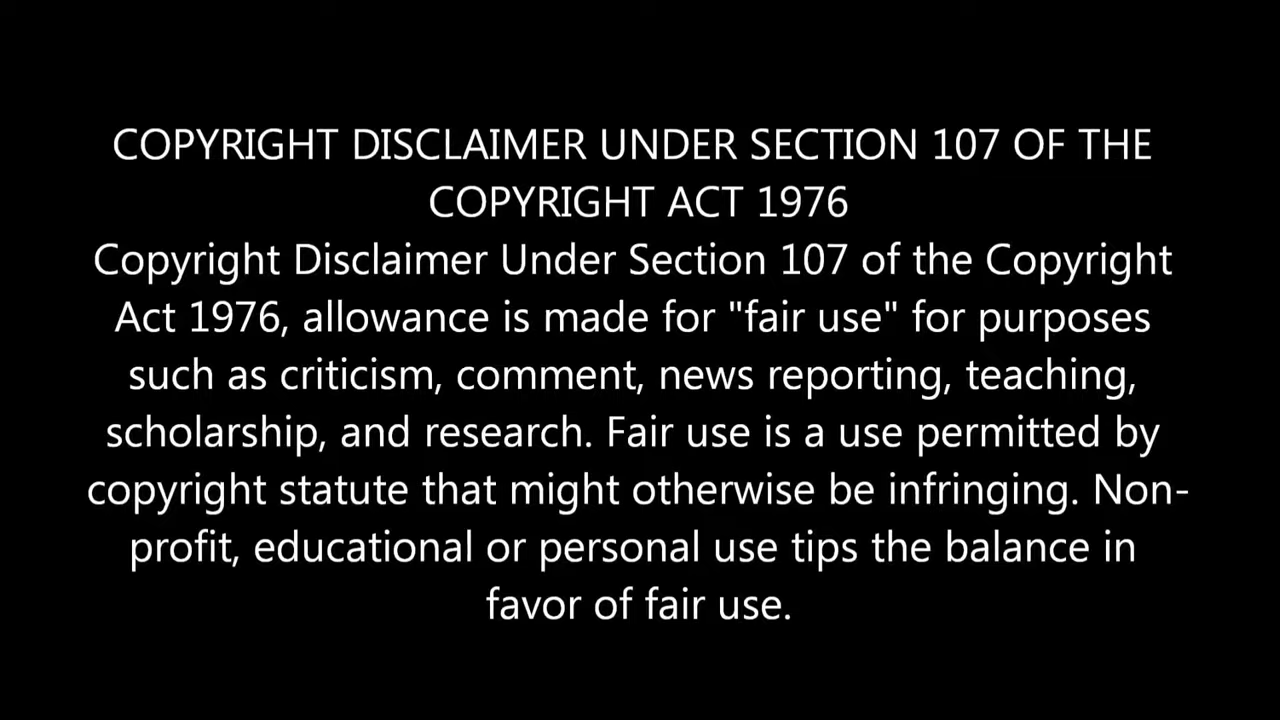 COPYRIGHT DISCLAIMER UNDER SECTION 107 OF THE
COPYRIGHT ACT 1976
Copyright Disclaimer Under Section 107 of the Copyright
Act 1976, allowance is made for "fair use" for purposes
such as criticism, comment, news reporting, teaching,
scholarship, and research. Fair use is a use permitted by
copyright statute that might otherwise be infringing. Non-
profit, educational or personal use tips the balance in
favor of fair use.